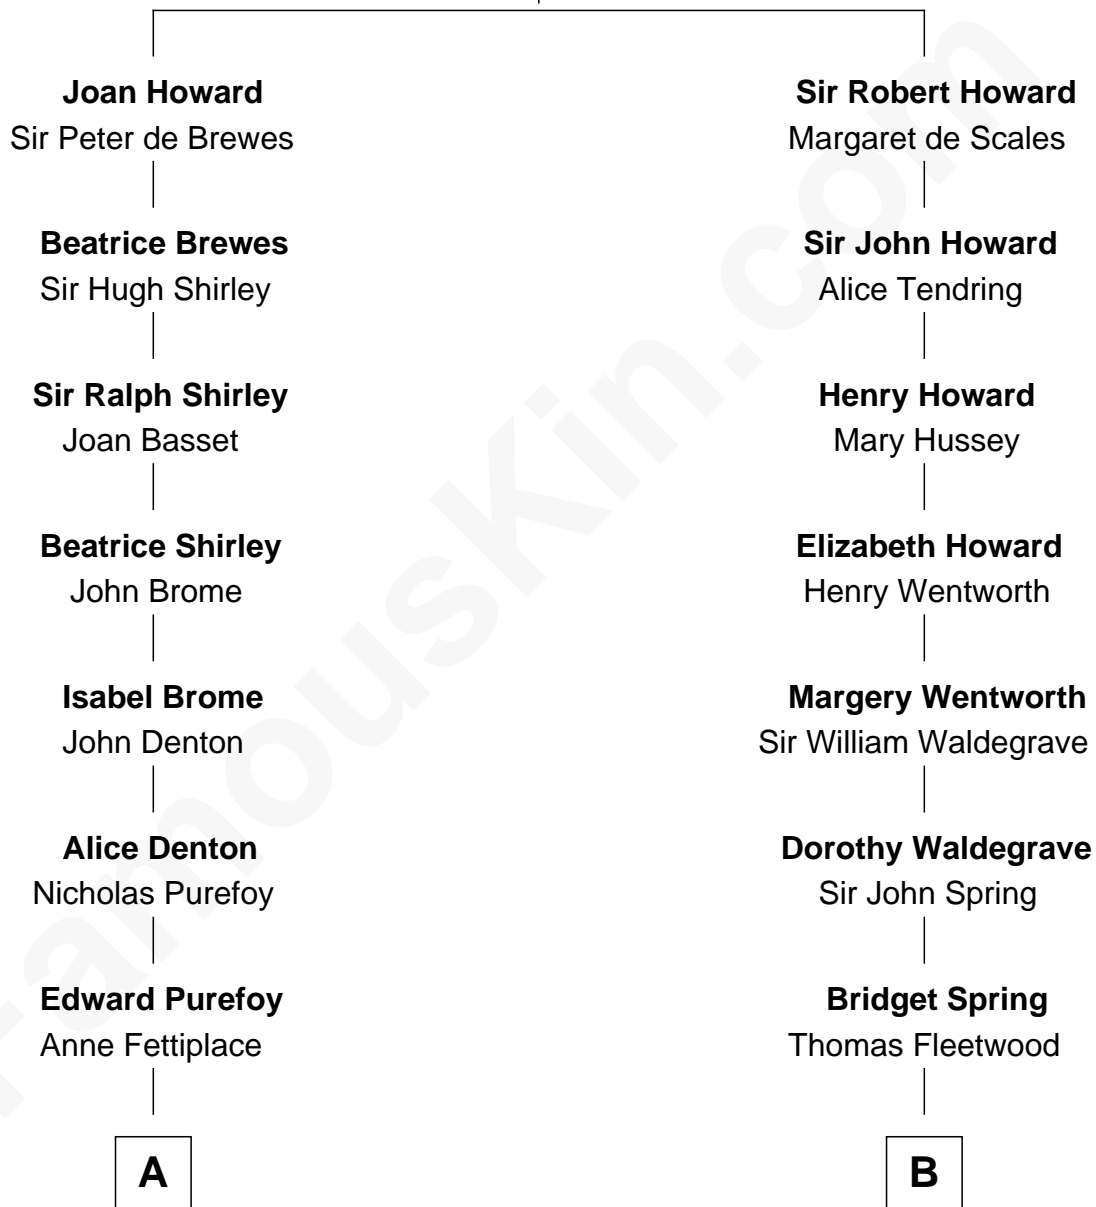 Joan Howard
Sir Peter de Brewes
Sir Robert Howard
Margaret de Scales
Beatrice Brewes
Sir Hugh Shirley
Sir John Howard
Alice Tendring
Sir Ralph Shirley
Joan Basset
Henry Howard
Mary Hussey
Beatrice Shirley
John Brome
Elizabeth Howard
Henry Wentworth
Isabel Brome
John Denton
Margery Wentworth
Sir William Waldegrave
Alice Denton
Nicholas Purefoy
Dorothy Waldegrave
Sir John Spring
Edward Purefoy
Anne Fettiplace
Bridget Spring
Thomas Fleetwood
A
B
FamousKin.com